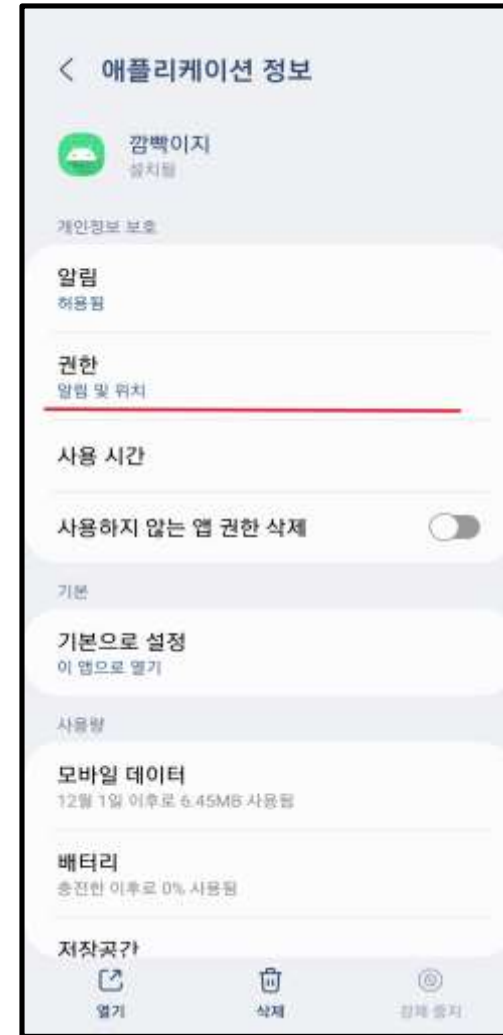 애플리케이션 정보
깜빡이지
설치됨
개인정보 보호
알림
허용됨
권한
알림 및 위치
사용 시간
사용하지 않는 앱 권한 삭제
기본
기본으로 설정
이 앱으로 열기
사용량
모바일 데이터
12월 1일 이후로 6.45MB 사용됨
배터리
충전한 이후로 0% 사용됨
저장공간
열기
삭제
강제 중지